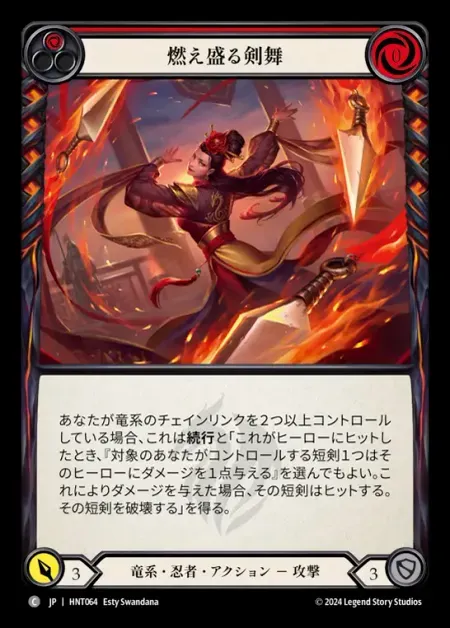 燃え盛る剣舞
0
あなたが竜系のチェインリンクを2つ以上コントロール
している場合、これは続行と「これがヒーローにヒットし
たとき、『対象のあなたがコントロールする短剣1つはそ
のヒーローにダメージを1点与える』を選んでもよい。こ
れによりダメージを与えた場合、その短剣はヒットする。
その短剣を破壊する」を得る。
3
竜系・忍者・アクション － 攻撃
3
C JP | HNT064 Esty Swandana
© 2024 Legend Story Studios